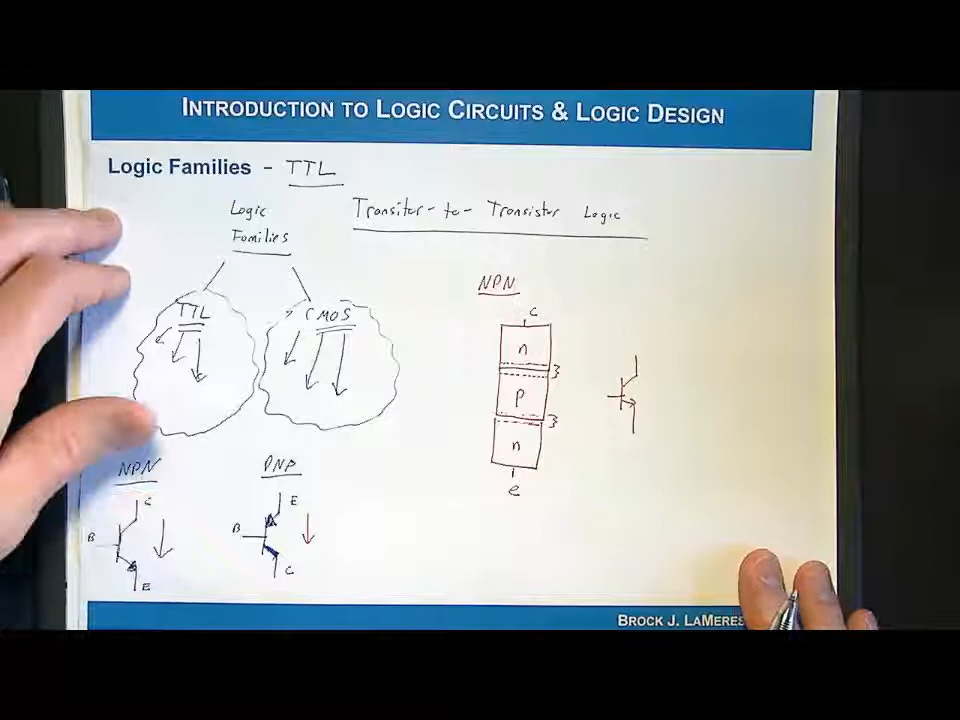 INTRODUCTION TO LOGIC CIRCUITS & LOGIC DESIGN
Logic Families - TTL
Logic Families
Transitor-to-Transistor Logic
TTL
CMOS
NPN
C
n
p
n
e
NPN
C
B
E
PNP
E
B
C
BROCK J. LAMERES